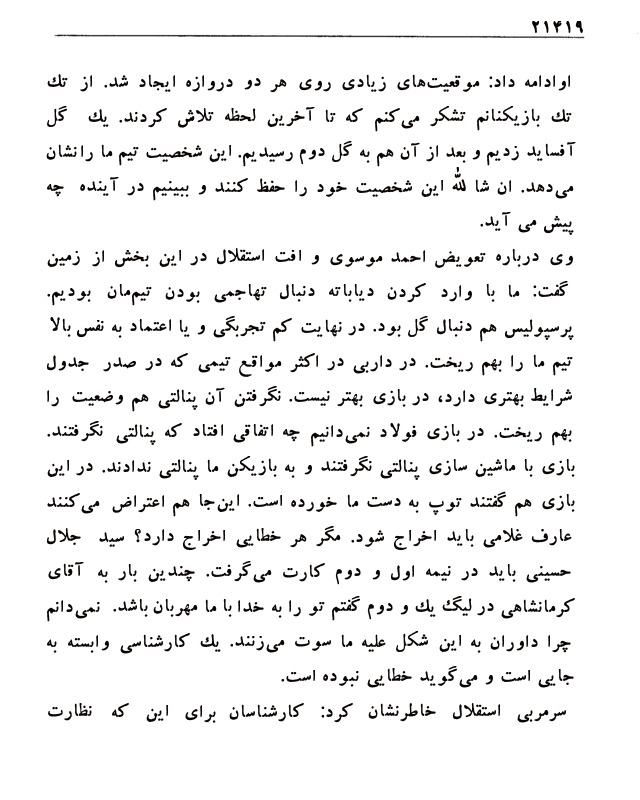 ۲۱۴۱۹
او ادامه داد: موقعیت‌های زیادی روی هر دو دروازه ایجاد شد. از تك
تك بازیکنانم تشکر می‌کنم که تا آخرین لحظه تلاش کردند. یك گل
آفساید زدیم و بعد از آن هم به گل دوم رسیدیم. این شخصیت تیم ما را نشان
می‌دهد. ان شا لله این شخصیت خود را حفظ کنند و ببینیم در آینده چه
پیش می آید.
وی درباره تعویض احمد موسوی و افت استقلال در این بخش از زمین
گفت: ما با وارد کردن دیاباته دنبال تهاجمی بودن تیم‌مان بودیم.
پرسپولیس هم دنبال گل بود. در نهایت کم تجربگی و یا اعتماد به نفس بالا
تیم ما را بهم ریخت. در داربی در اکثر مواقع تیمی که در صدر جدول
شرایط بهتری دارد، در بازی بهتر نیست. نگرفتن آن پنالتی هم وضعیت را
بهم ریخت. در بازی فولاد نمی‌دانیم چه اتفاقی افتاد که پنالتی نگرفتند.
بازی با ماشین سازی پنالتی نگرفتند و به بازیکن ما پنالتی ندادند. در این
بازی هم گفتند توپ به دست ما خورده است. این‌جا هم اعتراض می‌کنند
عارف غلامی باید اخراج شود. مگر هر خطایی اخراج دارد؟ سید جلال
حسینی باید در نیمه اول و دوم کارت می‌گرفت. چندین بار به آقای
کرمانشاهی در لیگ یك و دوم گفتم تو را به خدا با ما مهربان باشد. نمی‌دانم
چرا داوران به این شکل علیه ما سوت می‌زنند. یك کارشناسی وابسته به
جایی است و می‌گوید خطایی نبوده است.
سرمربی استقلال خاطرنشان کرد: کارشناسان برای این که نظارت